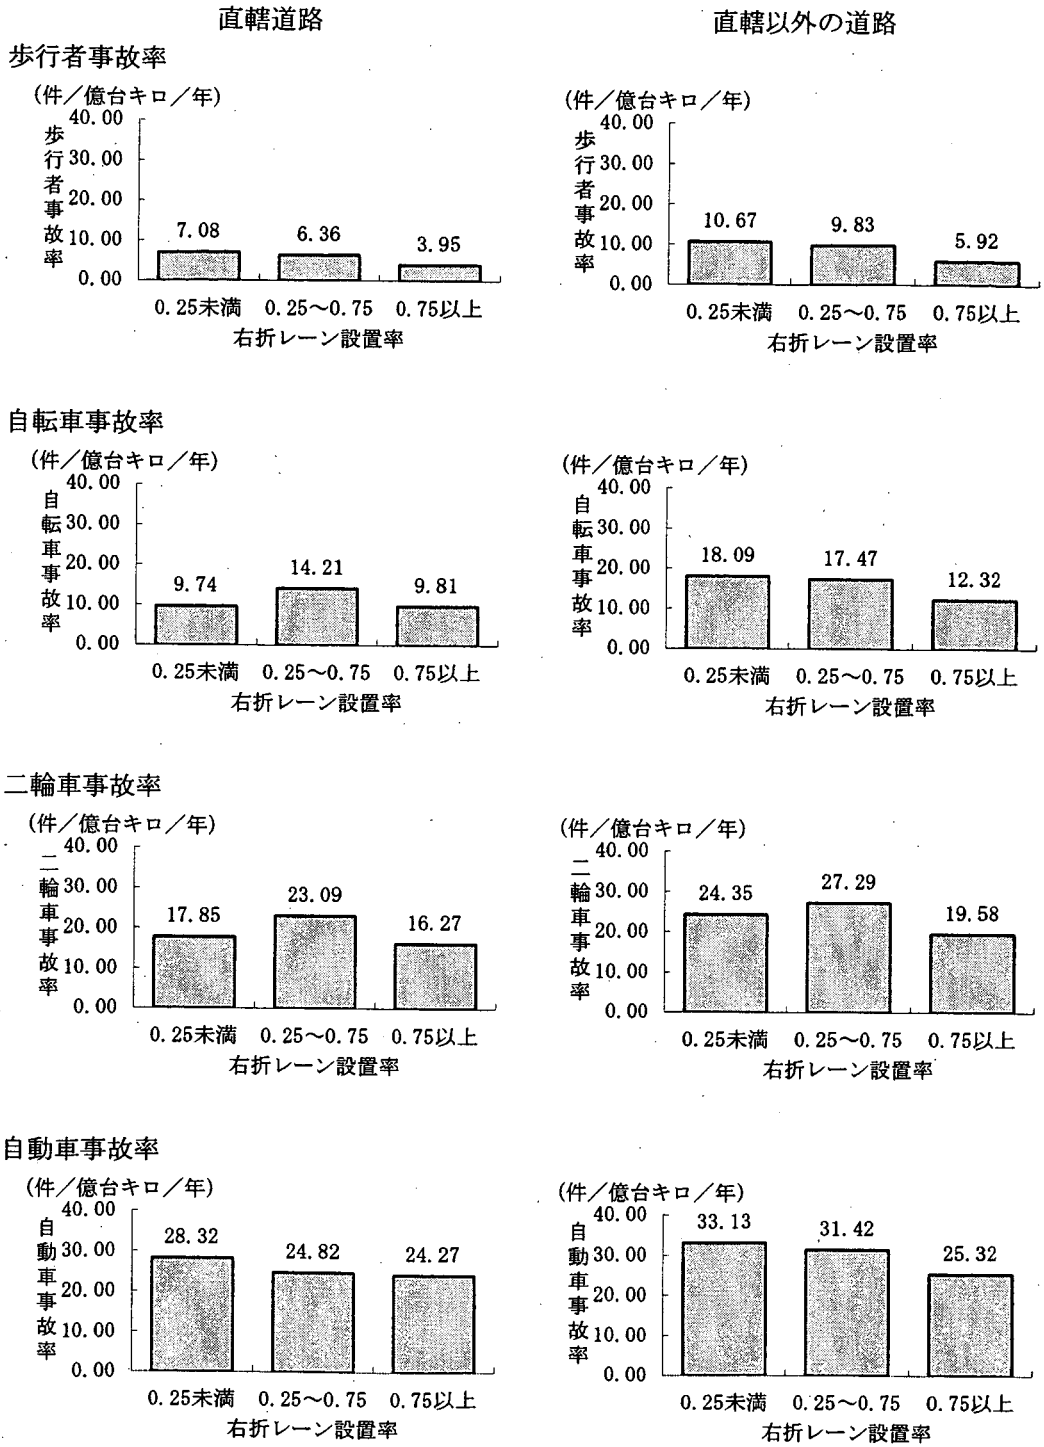 直轄道路
直轄以外の道路
歩行者事故率
(件／億台キロ／年)
歩行者事故率
40.00
30.00
20.00
10.00
0.00
7.08
6.36
3.95
0.25未満
0.25～0.75
0.75以上
右折レーン設置率
(件／億台キロ／年)
歩行者事故率
40.00
30.00
20.00
10.00
0.00
10.67
9.83
5.92
0.25未満
0.25～0.75
0.75以上
右折レーン設置率
自転車事故率
(件／億台キロ／年)
自転車事故率
40.00
30.00
20.00
10.00
0.00
9.74
14.21
9.81
0.25未満
0.25～0.75
0.75以上
右折レーン設置率
(件／億台キロ／年)
自転車事故率
40.00
30.00
20.00
10.00
0.00
18.09
17.47
12.32
0.25未満
0.25～0.75
0.75以上
右折レーン設置率
二輪車事故率
(件／億台キロ／年)
二輪車事故率
40.00
30.00
20.00
10.00
0.00
17.85
23.09
16.27
0.25未満
0.25～0.75
0.75以上
右折レーン設置率
(件／億台キロ／年)
二輪車事故率
40.00
30.00
20.00
10.00
0.00
24.35
27.29
19.58
0.25未満
0.25～0.75
0.75以上
右折レーン設置率
自動車事故率
(件／億台キロ／年)
自動車事故率
40.00
30.00
20.00
10.00
0.00
28.32
24.82
24.27
0.25未満
0.25～0.75
0.75以上
右折レーン設置率
(件／億台キロ／年)
自動車事故率
40.00
30.00
20.00
10.00
0.00
33.13
31.42
25.32
0.25未満
0.25～0.75
0.75以上
右折レーン設置率